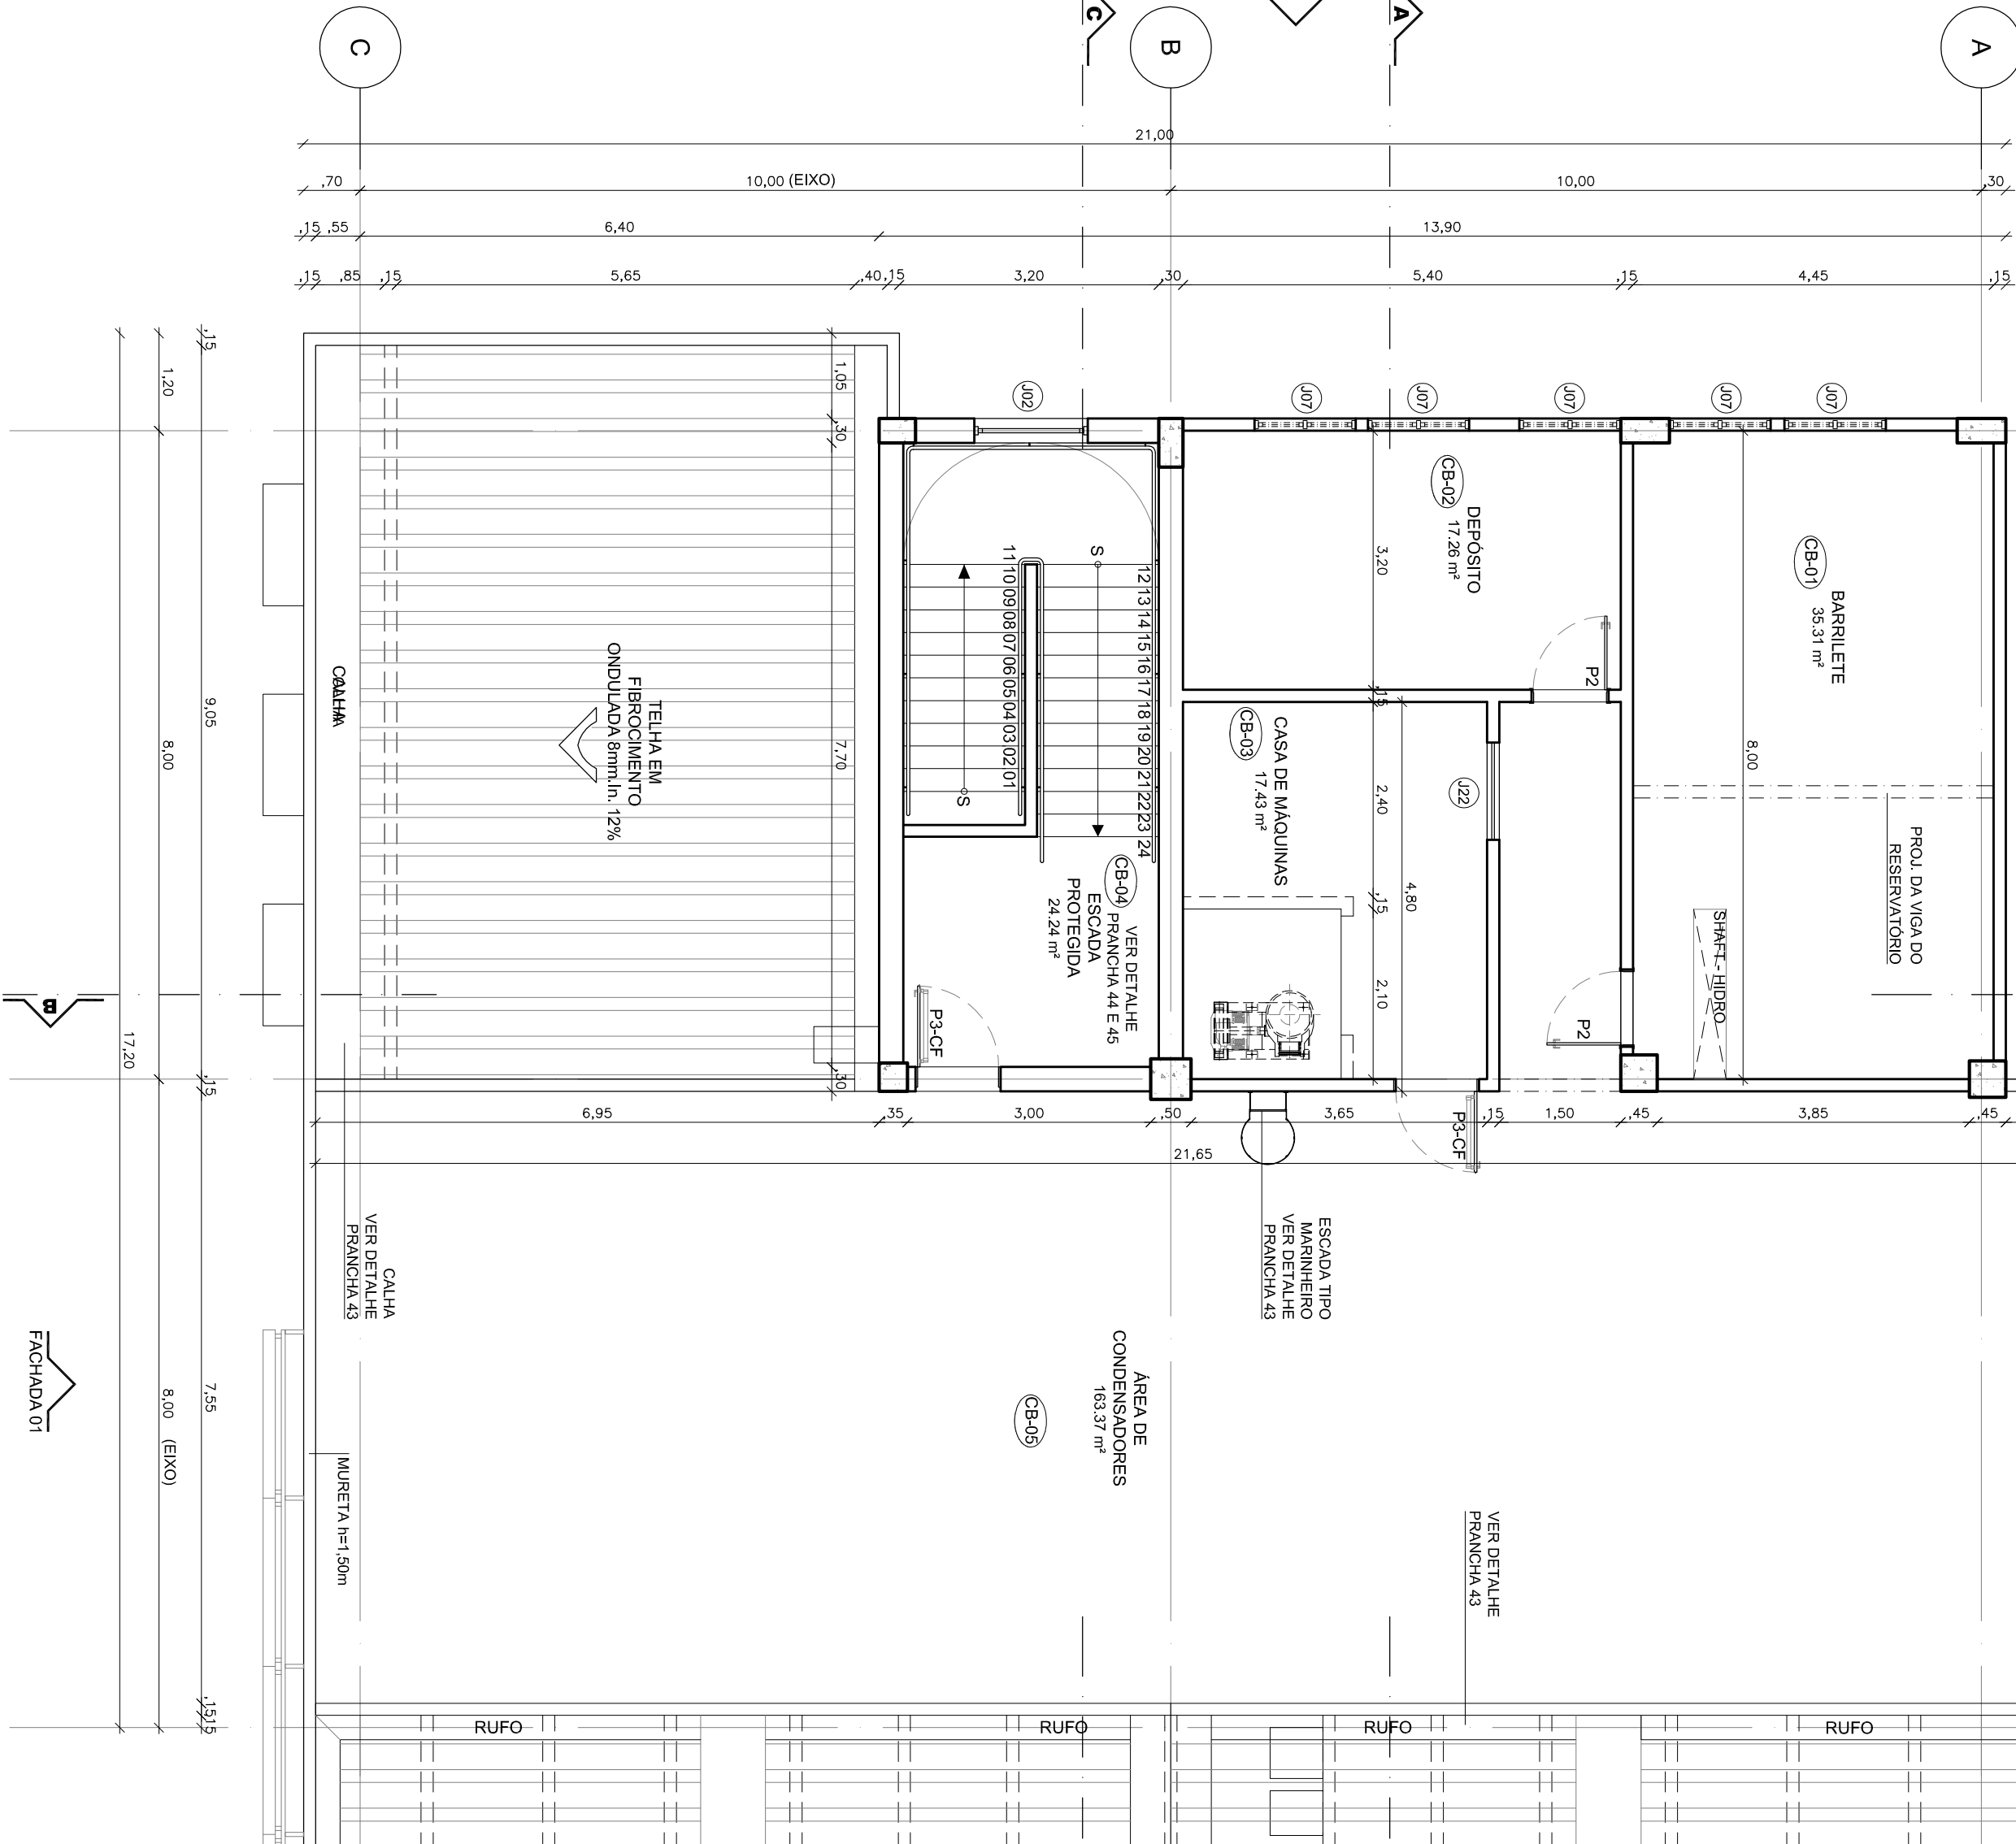 C
C
B
A
A
21,00
,70
10,00 (EIXO)
10,00
,30
,15
,55
6,40
13,90
,15
,85
,15
5,65
,40
,15
3,20
,30
5,40
,15
4,45
,15
,15
1,20
9,05
8,00
17,20
,15
7,55
8,00 (EIXO)
,15
15
1,05
,30
7,70
,30
J02
J07
J07
J07
J07
J07
CB-02
DEPÓSITO
17.26 m²
3,20
P2
CB-01
BARRILETE
35.31 m²
8,00
PROJ. DA VIGA DO
RESERVATÓRIO
SHAFT - HIDRO
P2
,15
CB-03
CASA DE MÁQUINAS
17.43 m²
J22
2,40
4,80
,15
2,10
S
12 13 14 15 16 17 18 19 20 21 22 23 24
11 10 09 08 07 06 05 04 03 02 01
S
CB-04
VER DETALHE
PRANCHA 44 E 45
ESCADA
PROTEGIDA
24.24 m²
P3-CF
TELHA EM
FIBROCIMENTO
ONDULADA 8mm.In. 12%
CALHA
B
6,95
,35
3,00
,50
3,65
,15
1,50
,45
3,85
,45
P3-CF
21,65
CALHA
VER DETALHE
PRANCHA 43
ESCADA TIPO
MARINHEIRO
VER DETALHE
PRANCHA 43
ÁREA DE
CONDENSADORES
163.37 m²
CB-05
FACHADA 01
MURETA h=1,50m
VER DETALHE
PRANCHA 43
RUFO
RUFO
RUFO
RUFO